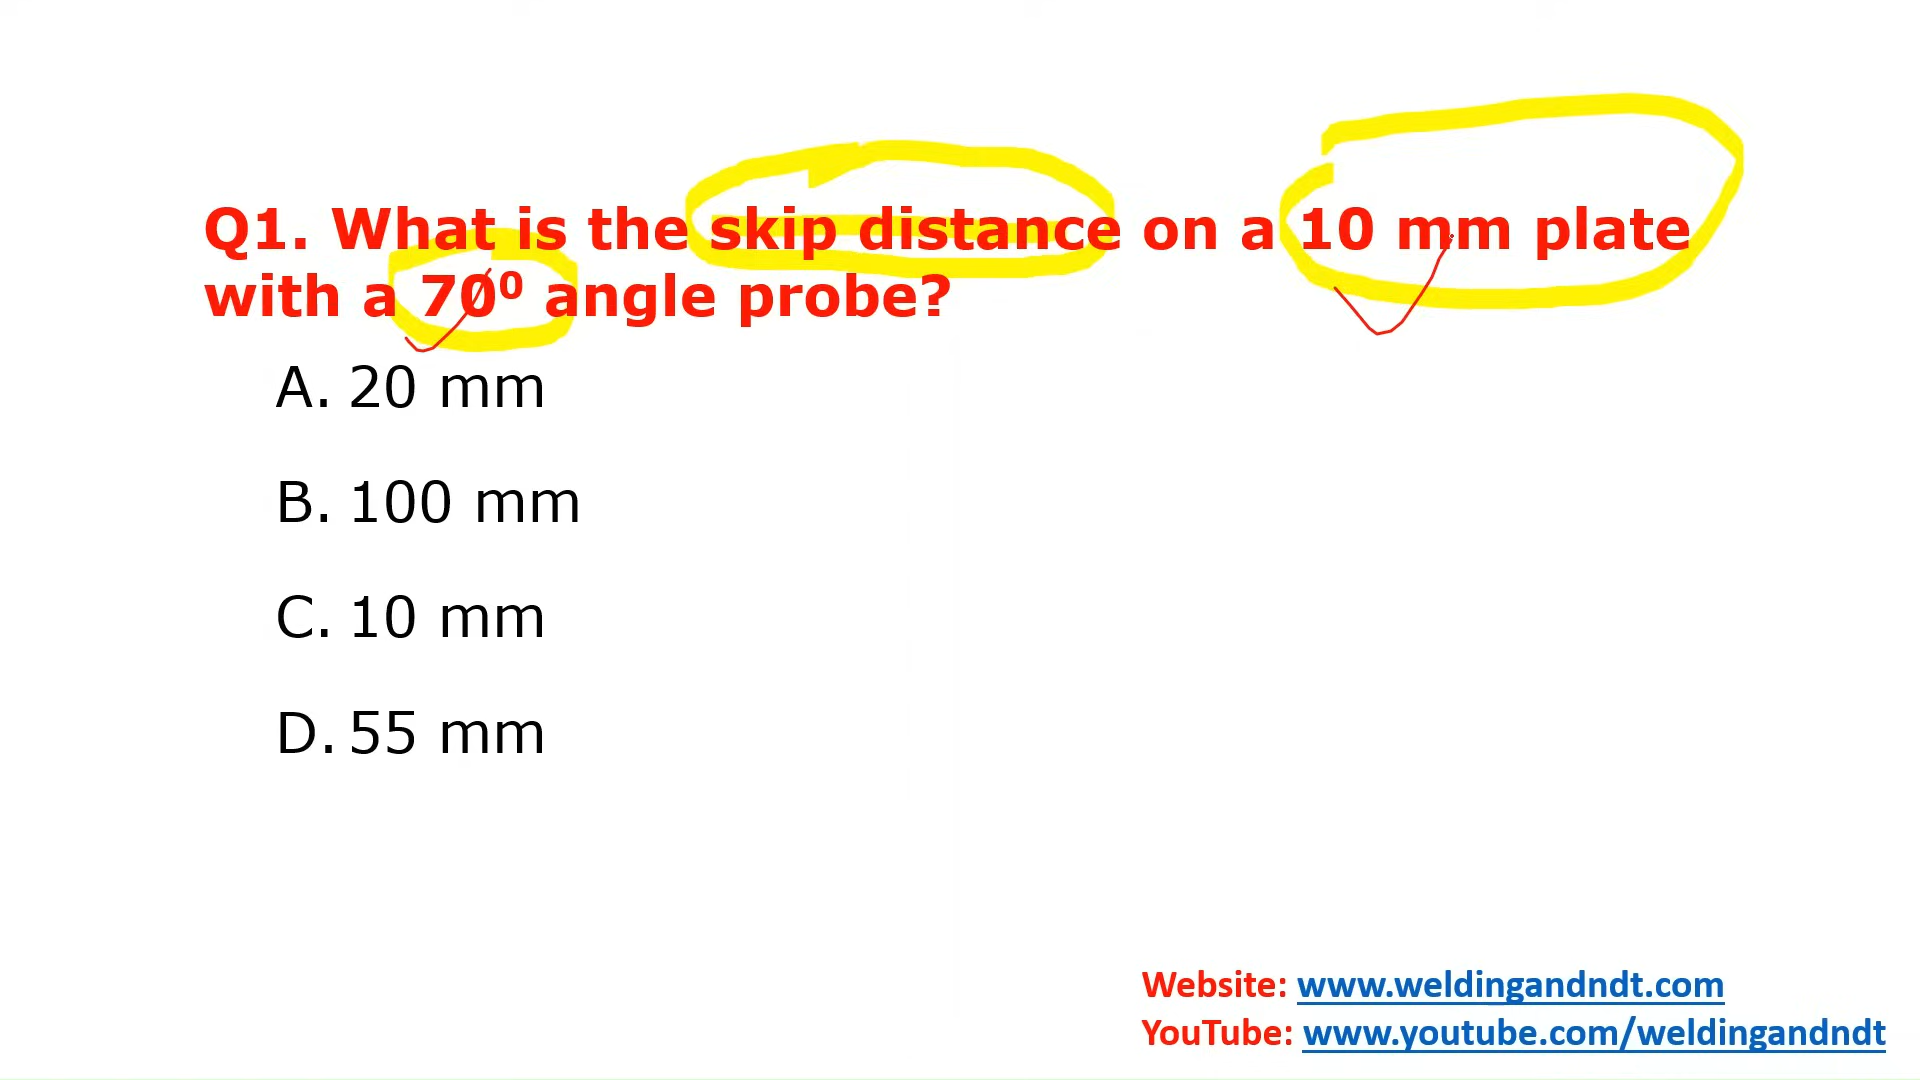 Q1. What is the skip distance on a 10 mm plate
with a 70⁰ angle probe?
A. 20 mm
B. 100 mm
C. 10 mm
D. 55 mm
Website: www.weldingandndt.com
YouTube: www.youtube.com/weldingandndt